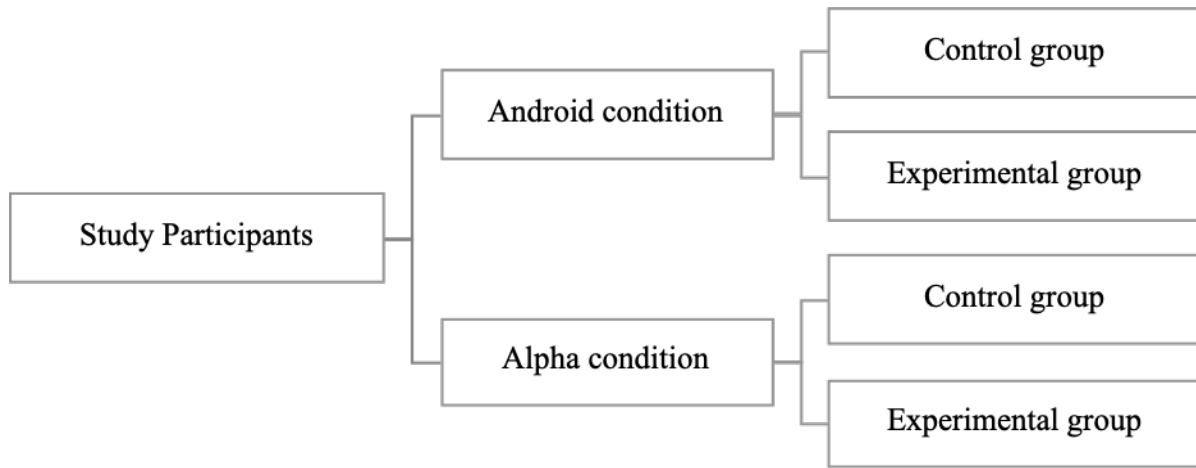 Study Participants
Android condition
Control group
Experimental group
Alpha condition
Control group
Experimental group